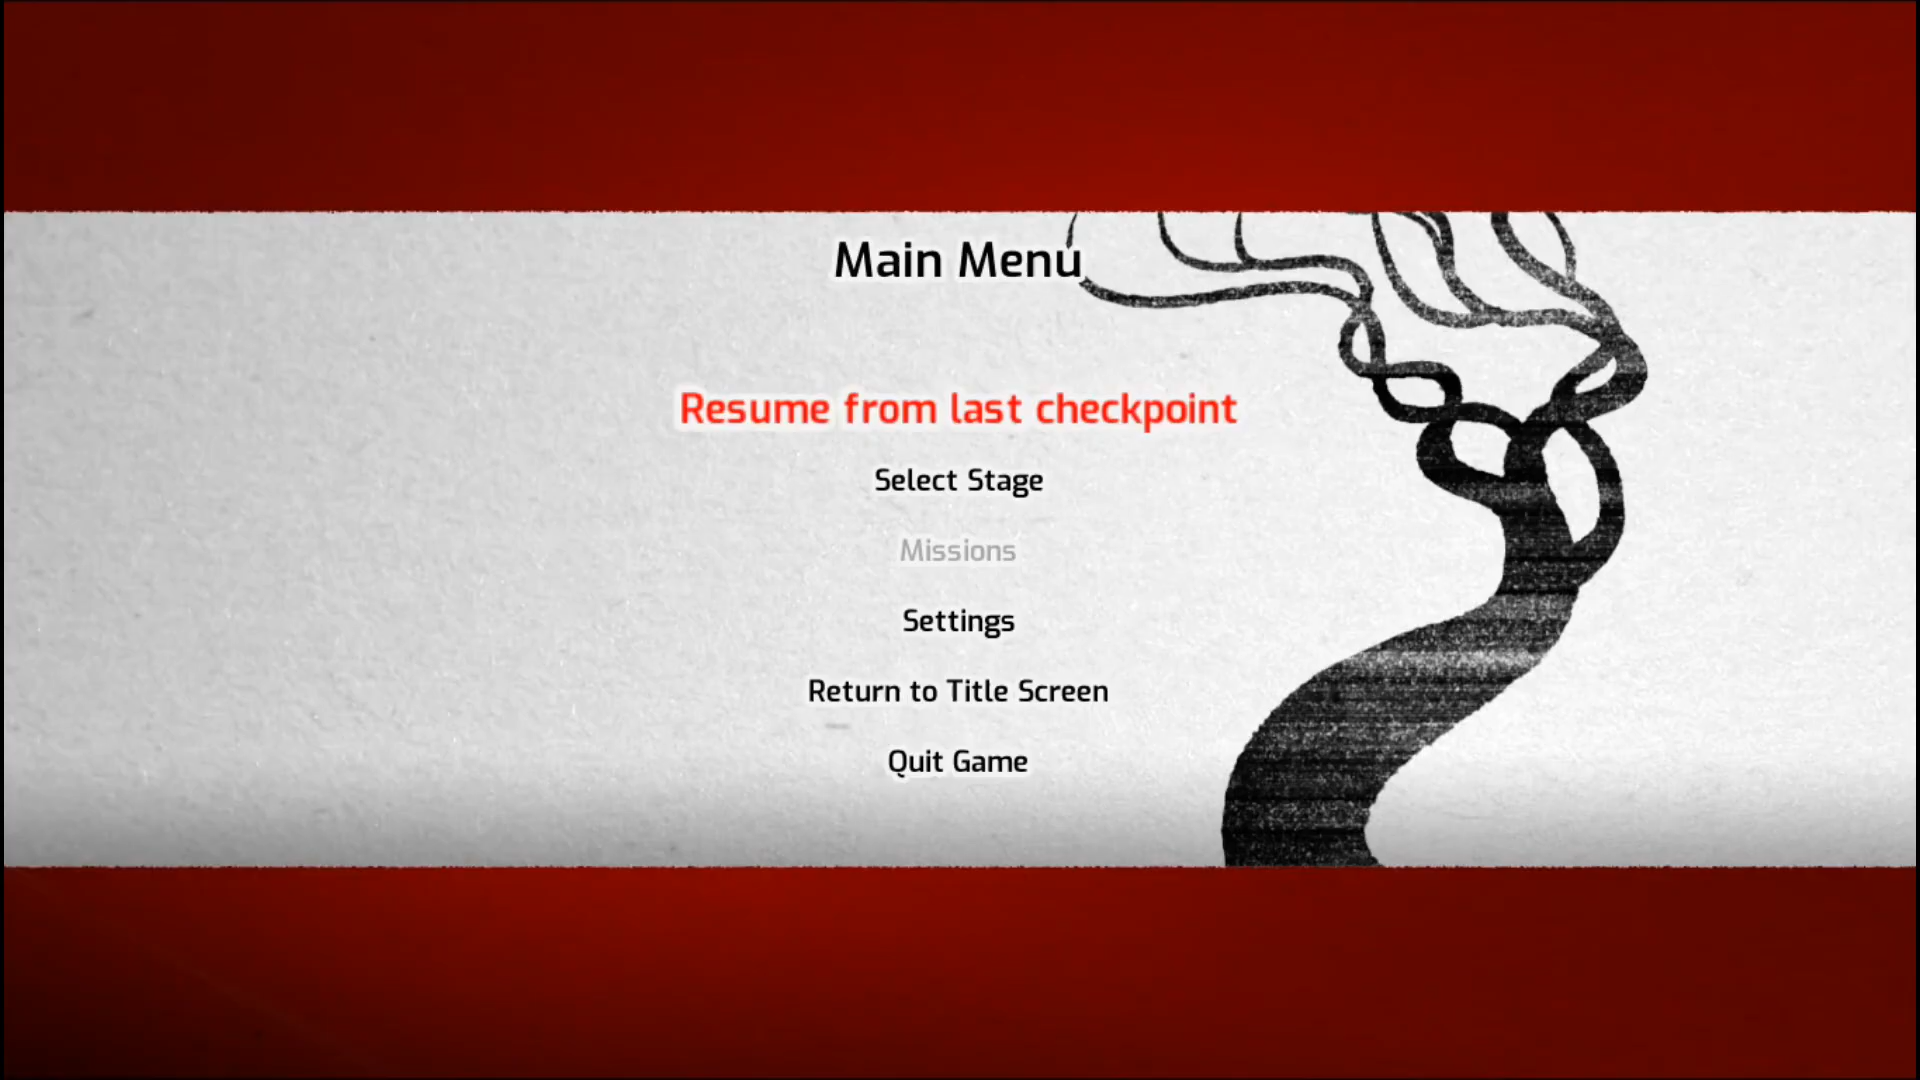 Main Menu
Resume from last checkpoint
Select Stage
Missions
Settings
Return to Title Screen
Quit Game